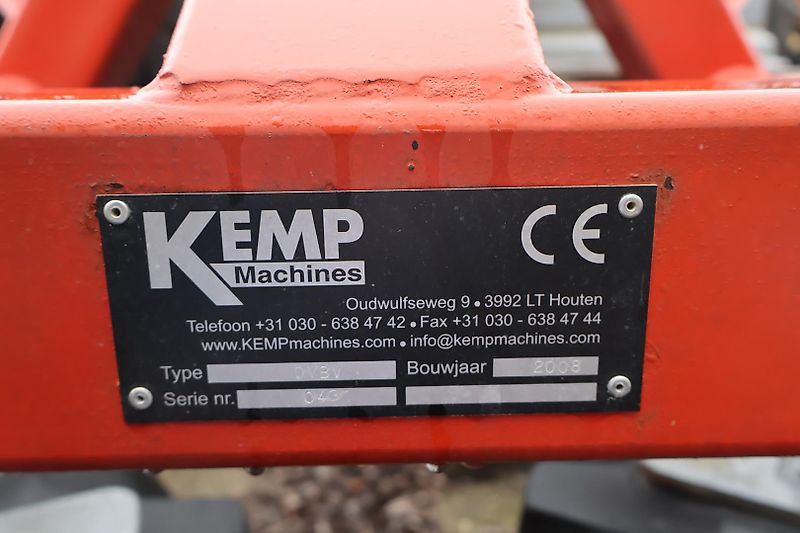 KEMP
Machines
CE
Oudwulfseweg 9 • 3992 LT Houten
Telefoon +31 030 - 638 47 42 • Fax +31 030 - 638 47 44
www.KEMPmachines.com • info@kempmachines.com
Type DVBV Bouwjaar 2008
Serie nr.